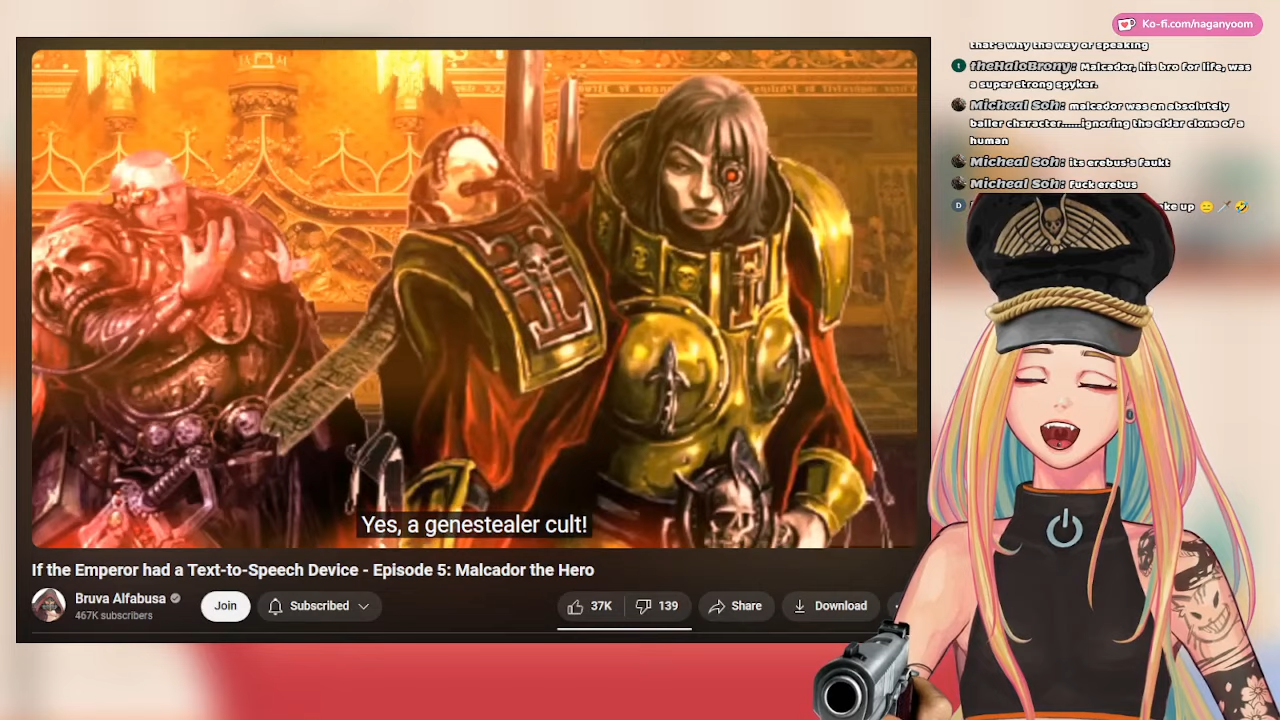 Ko-fi.com/naganyoom
that's why the way of speaking
theHaloBrony: Malcador, his bro for life, was
a super strong spyker.
Micheal Soh: malcador was an absolutely
baller character......ignoring the eldar clone of a
human
Micheal Soh: its erebus's faukt
Micheal Soh: Fuck erebus
ke up 😑 🗡️ 🤣
Yes, a genestealer cult!
If the Emperor had a Text-to-Speech Device - Episode 5: Malcador the Hero
Bruva Alfabusa
467K subscribers
Join
Subscribed
37K
139
Share
Download